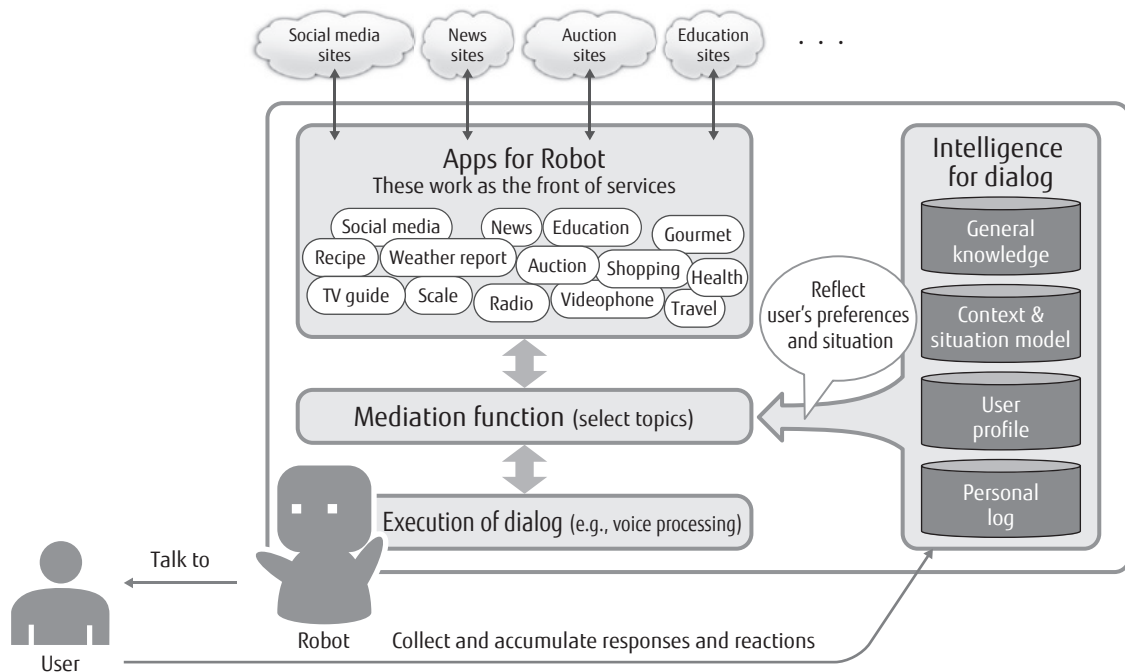 Social media
sites
News
sites
Auction
sites
Education
sites
. . .
Apps for Robot
These work as the front of services
Social media
News
Education
Gourmet
Recipe
Weather report
Auction
Shopping
Health
TV guide
Scale
Radio
Videophone
Travel
Intelligence
for dialog
General
knowledge
Context &
situation model
User
profile
Personal
log
Reflect
user's preferences
and situation
Mediation function (select topics)
Execution of dialog (e.g., voice processing)
Talk to
Robot
Collect and accumulate responses and reactions
User